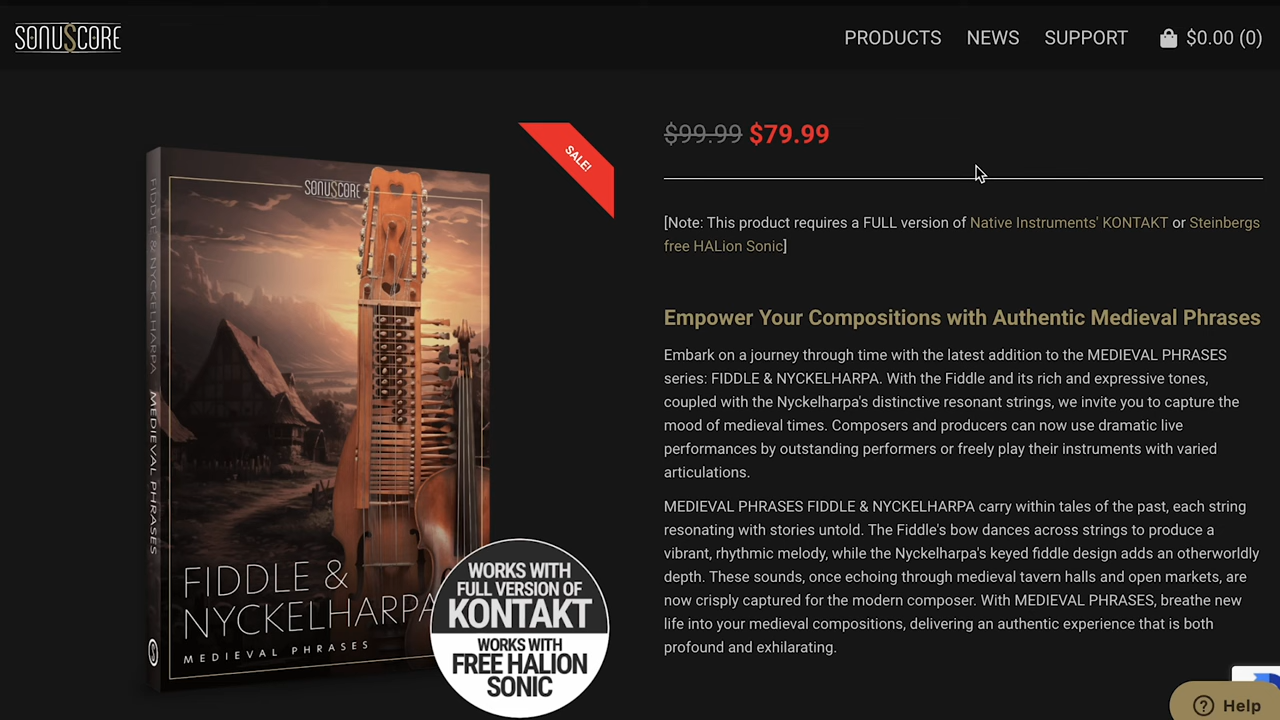 SONUSCORE
PRODUCTS NEWS SUPPORT $0.00 (0)
$99.99 $79.99
SALE!
[Note: This product requires a FULL version of Native Instruments' KONTAKT or Steinbergs
free HALion Sonic]
Empower Your Compositions with Authentic Medieval Phrases
Embark on a journey through time with the latest addition to the MEDIEVAL PHRASES
series: FIDDLE & NYCKELHARPA. With the Fiddle and its rich and expressive tones,
coupled with the Nyckelharpa's distinctive resonant strings, we invite you to capture the
mood of medieval times. Composers and producers can now use dramatic live
performances by outstanding performers or freely play their instruments with varied
articulations.
MEDIEVAL PHRASES FIDDLE & NYCKELHARPA carry within tales of the past, each string
resonating with stories untold. The Fiddle's bow dances across strings to produce a
vibrant, rhythmic melody, while the Nyckelharpa's keyed fiddle design adds an otherworldly
depth. These sounds, once echoing through medieval tavern halls and open markets, are
now crisply captured for the modern composer. With MEDIEVAL PHRASES, breathe new
life into your medieval compositions, delivering an authentic experience that is both
profound and exhilarating.
SONUSCORE
FIDDLE & NYCKELHARPA MEDIEVAL PHRASES
FIDDLE &
NYCKELHARPA
MEDIEVAL PHRASES
WORKS WITH
FULL VERSION OF
KONTAKT
WORKS WITH
FREE HALION
SONIC
Help